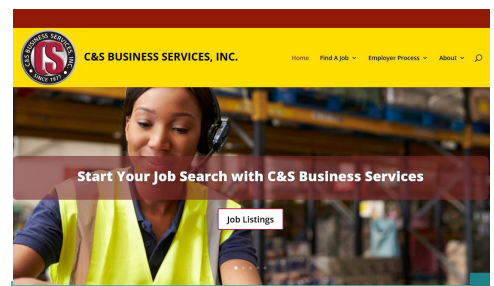 BUSINESS SERVICES, INC.
SINCE 1977
C&S BUSINESS SERVICES, INC.
Home Find A Job Employer Process About
Start Your Job Search with C&S Business Services
Job Listings